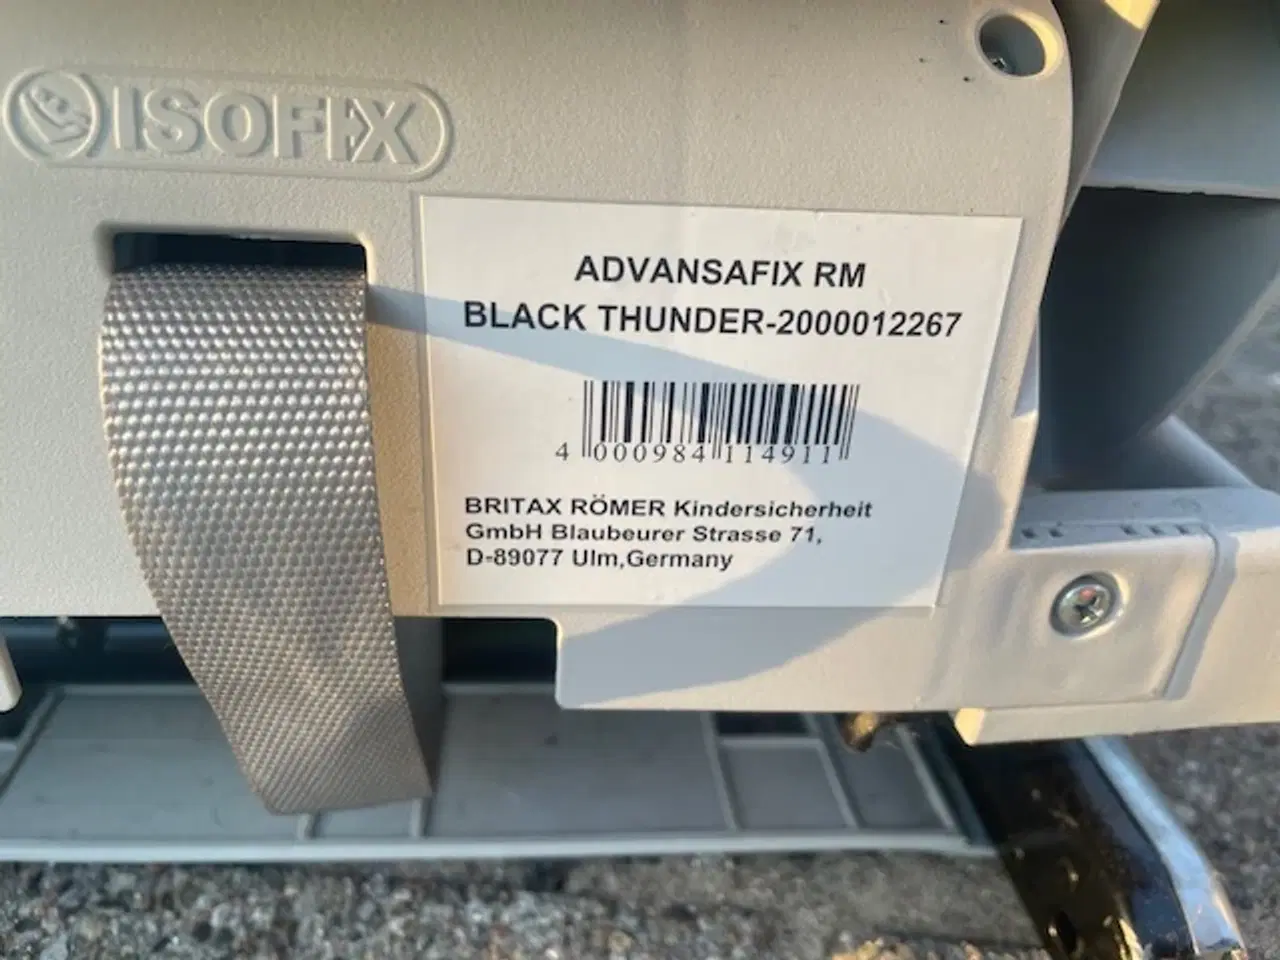 ISOFIX
ADVANSAFIX RM
BLACK THUNDER-2000012267
4 000984 114911
BRITAX RÖMER Kindersicherheit
GmbH Blaubeurer Strasse 71,
D-89077 Ulm,Germany